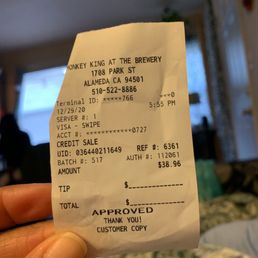 ONKEY KING AT THE BREWERY
1708 PARK ST
ALAMEDA CA 94501
510-522-8886
Terminal ID: *****766 ***0
12/29/20 5:55 PM
SERVER #: 1
VISA - SWIPE
ACCT #: ************0727
CREDIT SALE
UID: 036440211649 REF #: 6361
BATCH #: 517 AUTH #: 112061
AMOUNT $38.96
TIP $
TOTAL $
APPROVED
THANK YOU!
CUSTOMER COPY